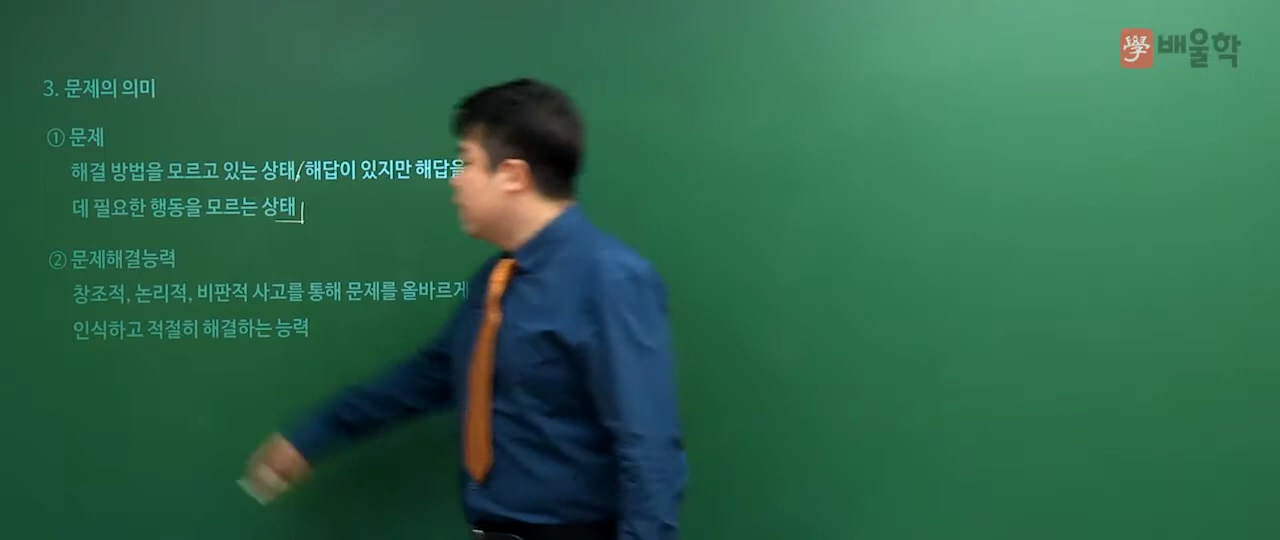 學 배울학
3. 문제의 의미
① 문제
해결 방법을 모르고 있는 상태/해답이 있지만 해답을
데 필요한 행동을 모르는 상태
② 문제해결능력
창조적, 논리적, 비판적 사고를 통해 문제를 올바르게
인식하고 적절히 해결하는 능력